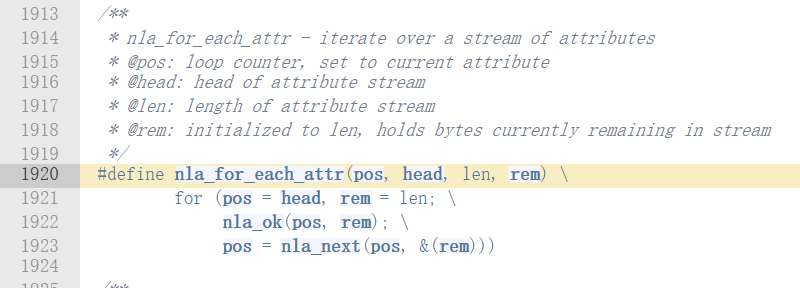 1913 /**
1914  * nla_for_each_attr - iterate over a stream of attributes
1915  * @pos: loop counter, set to current attribute
1916  * @head: head of attribute stream
1917  * @len: length of attribute stream
1918  * @rem: initialized to len, holds bytes currently remaining in stream
1919  */
1920 #define nla_for_each_attr(pos, head, len, rem) \
1921         for (pos = head, rem = len; \
1922              nla_ok(pos, rem); \
1923              pos = nla_next(pos, &(rem)))
1924
1925 /**